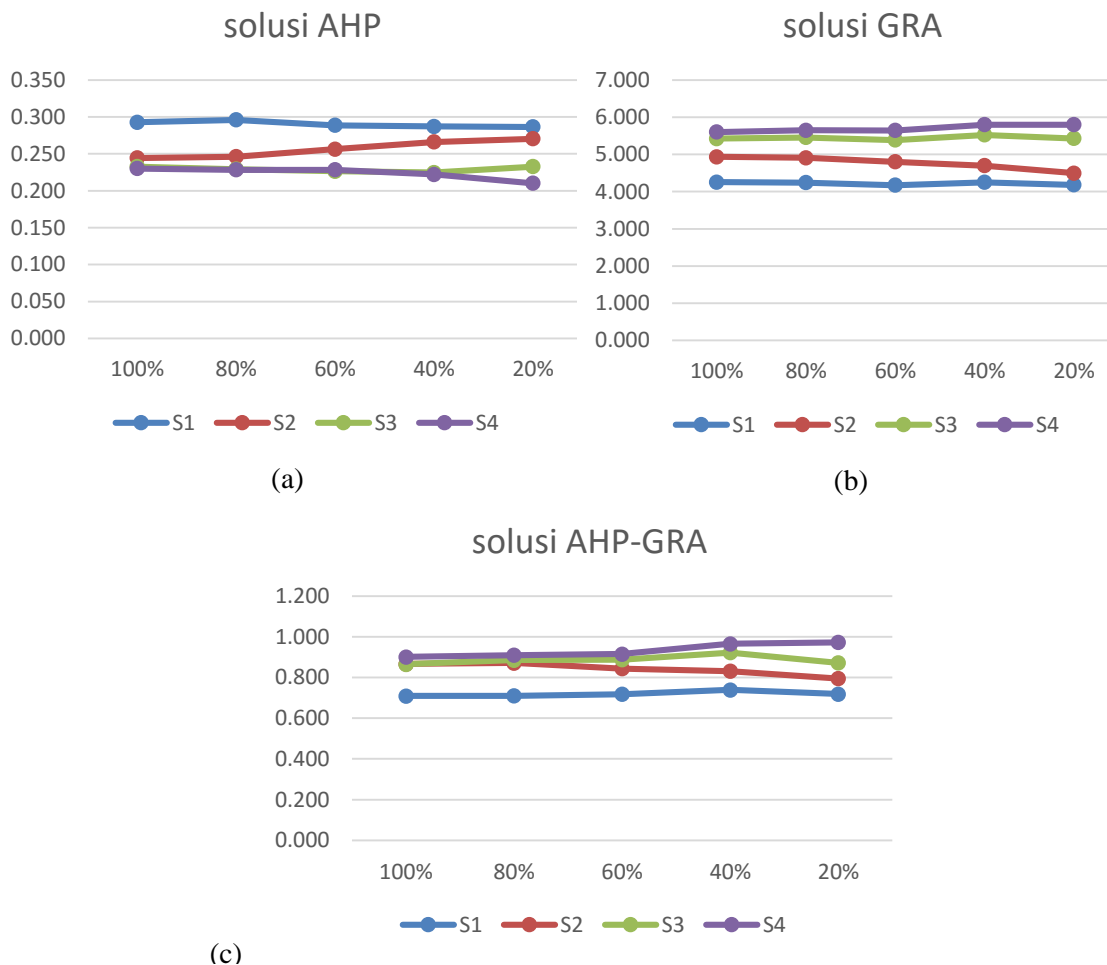 solusi AHP
0.350
0.300
0.250
0.200
0.150
0.100
0.050
0.000
100% 80% 60% 40% 20%
S1 S2 S3 S4
(a)
solusi GRA
7.000
6.000
5.000
4.000
3.000
2.000
1.000
0.000
100% 80% 60% 40% 20%
S1 S2 S3 S4
(b)
solusi AHP-GRA
1.200
1.000
0.800
0.600
0.400
0.200
0.000
100% 80% 60% 40% 20%
S1 S2 S3 S4
(c)